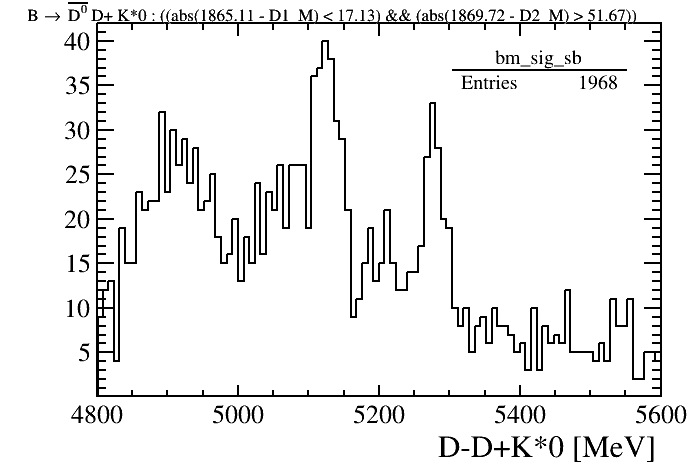 B → D⁰ D+ K*0 : ((abs(1865.11 - D1_M) < 17.13) && (abs(1869.72 - D2_M) > 51.67))
bm_sig_sb
Entries 1968
40
35
30
25
20
15
10
5
4800 5000 5200 5400 5600
D-D+K*0 [MeV]